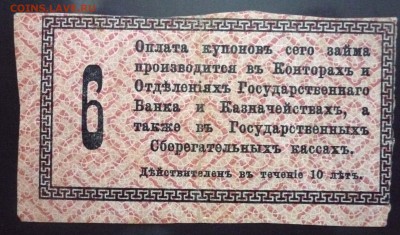 COINS.LAVE.RU
6
Оплата купоновъ сего займа
производится въ Конторахъ и
Отдѣленіяхъ Государственнаго
Банка и Казначействахъ, а
также въ Государственныхъ
Сберегательныхъ кассахъ.
Дѣйствителенъ въ теченіе 10 лѣтъ.